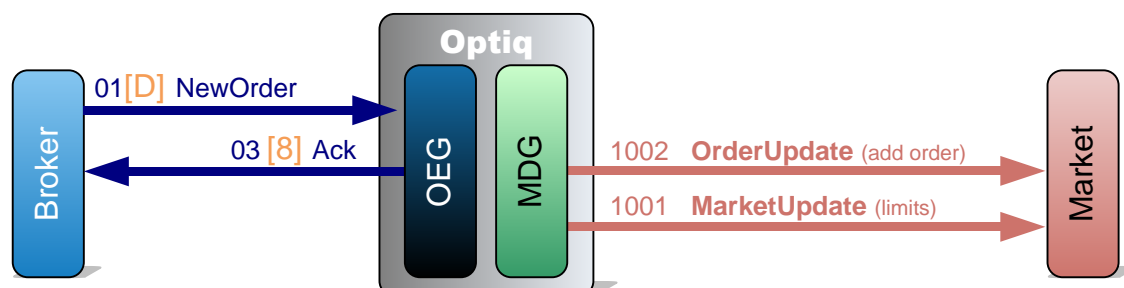 Optiq
Broker
01[D] NewOrder
03 [8] Ack
OEG
MDG
1002 OrderUpdate (add order)
1001 MarketUpdate (limits)
Market